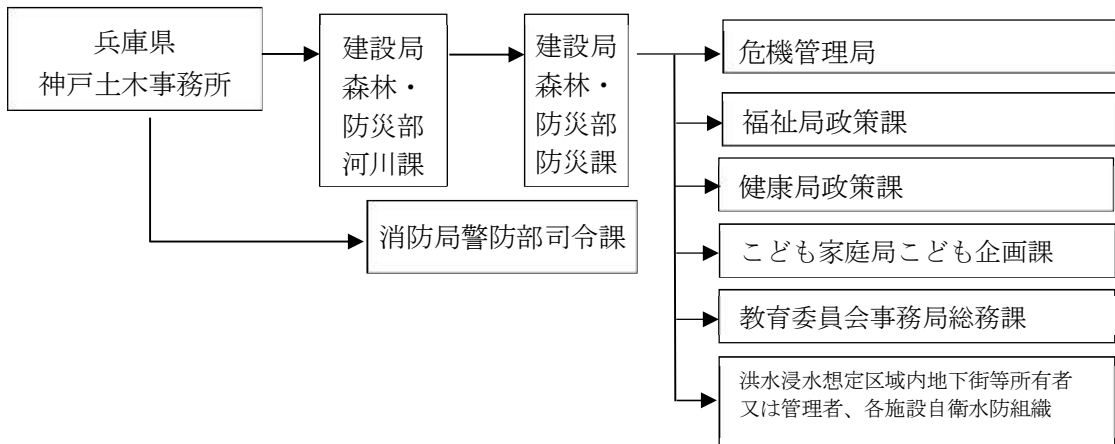 兵庫県
神戸土木事務所
建設局
森林・
防災部
河川課
建設局
森林・
防災部
防災課
消防局警防部司令課
危機管理局
福祉局政策課
健康局政策課
こども家庭局こども企画課
教育委員会事務局総務課
洪水浸水想定区域内地下街等所有者
又は管理者、各施設自衛水防組織